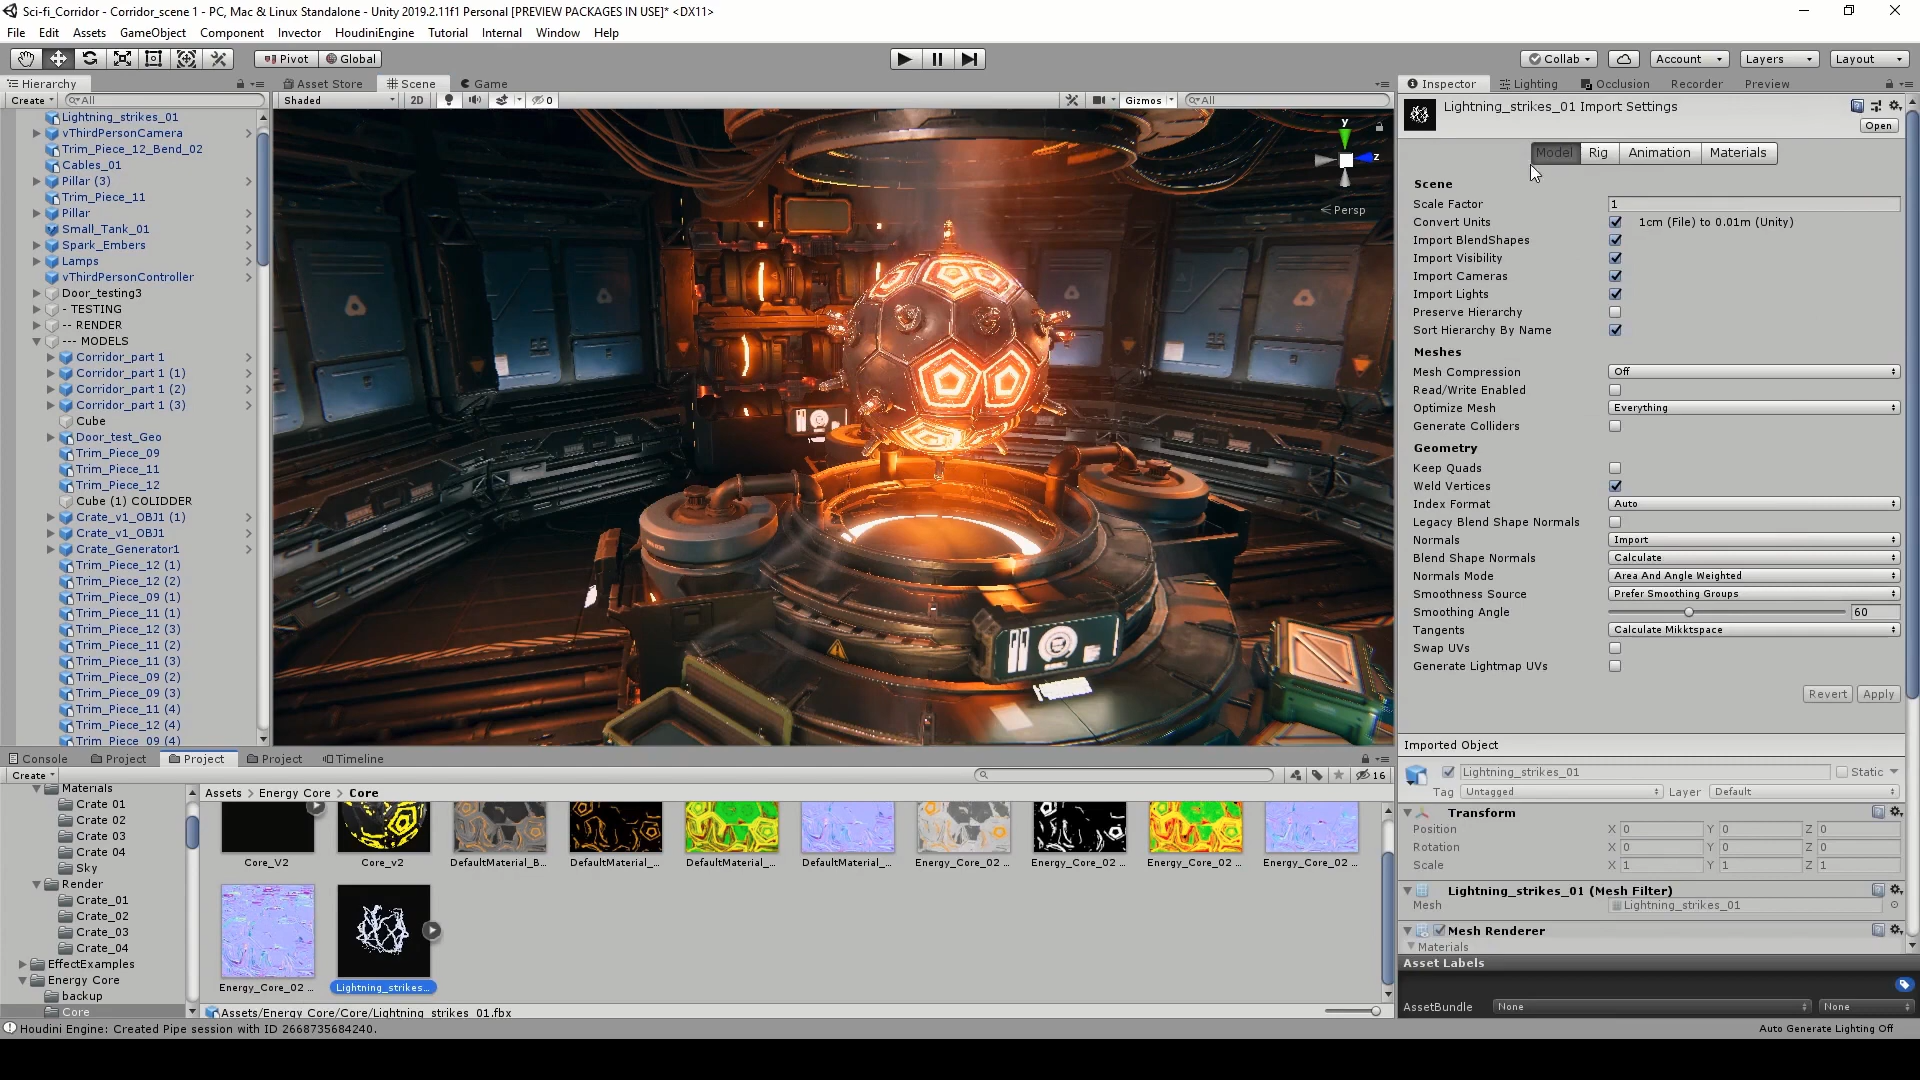 Sci-fi_Corridor - Corridor_scene 1 - PC, Mac & Linux Standalone - Unity 2019.2.11f1 Personal [PREVIEW PACKAGES IN USE]* <DX11>
File Edit Assets GameObject Component Invector HoudiniEngine Tutorial Internal Window Help
Pivot Global Collab Account Layers Layout
Hierarchy
Create All
Lightning_strikes_01
vThirdPersonCamera
Trim_Piece_12_Bend_02
Cables_01
Pillar (3)
Trim_Piece_11
Pillar
Small_Tank_01
Spark_Embers
Lamps
vThirdPersonController
Door_testing3
- TESTING
-- RENDER
--- MODELS
Corridor_part 1
Corridor_part 1 (1)
Corridor_part 1 (2)
Corridor_part 1 (3)
Cube
Door_test_Geo
Trim_Piece_09
Trim_Piece_11
Trim_Piece_12
Cube (1) COLIDDER
Crate_v1_OBJ1 (1)
Crate_v1_OBJ1
Crate_Generator1
Trim_Piece_12 (1)
Trim_Piece_12 (2)
Trim_Piece_09 (1)
Trim_Piece_11 (1)
Trim_Piece_12 (3)
Trim_Piece_11 (2)
Trim_Piece_11 (3)
Trim_Piece_09 (2)
Trim_Piece_09 (3)
Trim_Piece_11 (4)
Trim_Piece_12 (4)
Trim_Piece_09 (4)
Asset Store Scene Game
Shaded 2D 0 Gizmos All
y
z
Persp
Inspector Lighting Occlusion Recorder Preview
Lightning_strikes_01 Import Settings
Open
Model Rig Animation Materials
Scene
Scale Factor 1
Convert Units 1cm (File) to 0.01m (Unity)
Import BlendShapes
Import Visibility
Import Cameras
Import Lights
Preserve Hierarchy
Sort Hierarchy By Name
Meshes
Mesh Compression Off
Read/Write Enabled
Optimize Mesh Everything
Generate Colliders
Geometry
Keep Quads
Weld Vertices
Index Format Auto
Legacy Blend Shape Normals
Normals Import
Blend Shape Normals Calculate
Normals Mode Area And Angle Weighted
Smoothness Source Prefer Smoothing Groups
Smoothing Angle 60
Tangents Calculate Mikktspace
Swap UVs
Generate Lightmap UVs
Revert Apply
Imported Object
Lightning_strikes_01 Static
Tag Untagged Layer Default
Transform
Position X 0 Y 0 Z 0
Rotation X 0 Y 0 Z 0
Scale X 1 Y 1 Z 1
Lightning_strikes_01 (Mesh Filter)
Mesh Lightning_strikes_01
Mesh Renderer
Materials
Asset Labels
AssetBundle None None
Console Project Project Project Timeline
Create 16
Materials
Crate 01
Crate 02
Crate 03
Crate 04
Sky
Render
Crate_01
Crate_02
Crate_03
Crate_04
EffectExamples
Energy Core
backup
Core
Assets > Energy Core > Core
Core_V2 Core_v2 DefaultMaterial_B... DefaultMaterial_... DefaultMaterial_... DefaultMaterial_... Energy_Core_02 ... Energy_Core_02 ... Energy_Core_02 ... Energy_Core_02 ...
Energy_Core_02 ... Lightning_strikes...
Assets/Energy Core/Core/Lightning_strikes_01.fbx
Houdini Engine: Created Pipe session with ID 2668735684240.
Auto Generate Lighting Off